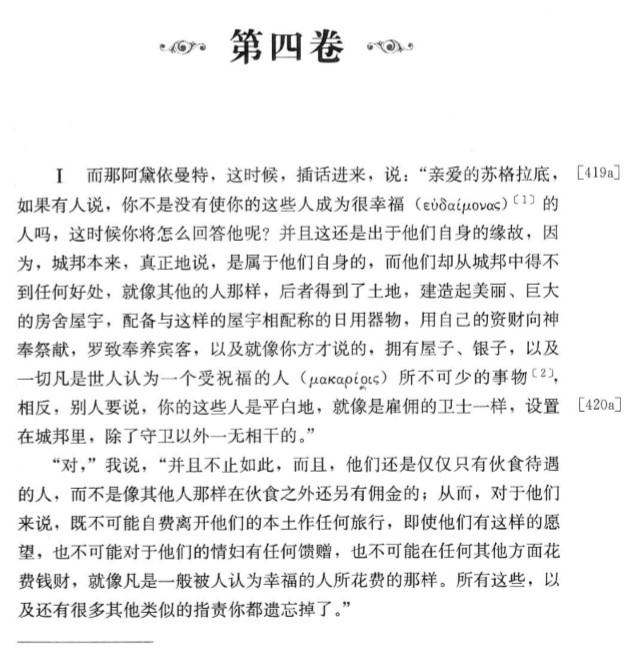 第四卷
I 而那阿黛依曼特，这时候，插话进来，说：“亲爱的苏格拉底， [419a]
如果有人说，你不是没有使你的这些人成为很幸福（εὐδαίμονας）〔1〕的
人吗，这时候你将怎么回答他呢？并且这还是出于他们自身的缘故，因
为，城邦本来，真正地说，是属于他们自身的，而他们却从城邦中得不
到任何好处，就像其他的人那样，后者得到了土地，建造起美丽、巨大
的房舍屋宇，配备与这样的屋宇相配称的日用器物，用自己的资财向神
奉祭献，罗致奉养宾客，以及就像你方才说的，拥有屋子、银子，以及
一切凡是世人认为一个受祝福的人（μακαρίοις）所不可少的事物〔2〕，
相反，别人要说，你的这些人是平白地，就像是雇佣的卫士一样，设置 [420a]
在城邦里，除了守卫以外一无相干的。”
“对，”我说，“并且不止如此，而且，他们还是仅仅只有伙食待遇
的人，而不是像其他人那样在伙食之外还另有佣金的；从而，对于他们
来说，既不可能自费离开他们的本土作任何旅行，即使他们有这样的愿
望，也不可能对于他们的情妇有任何馈赠，也不可能在任何其他方面花
费钱财，就像凡是一般被人认为幸福的人所花费的那样。所有这些，以
及还有很多其他类似的指责你都遗忘掉了。”